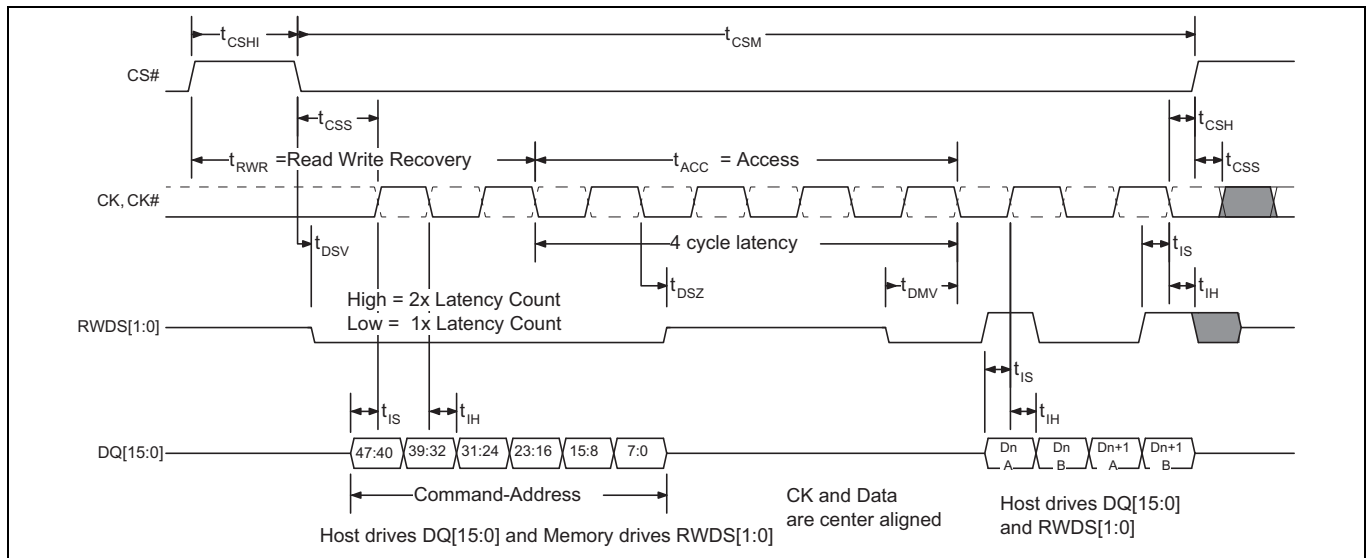 tCSHI
tCSM
CS#
tCSS
tCSH
tRWR =Read Write Recovery
tACC = Access
tCSS
CK, CK#
tDSV
4 cycle latency
tIS
tDSZ
tDMV
tIH
High = 2x Latency Count
Low = 1x Latency Count
RWDS[1:0]
tIS
tIS
tIH
tIH
DQ[15:0]
47:40 39:32 31:24 23:16 15:8 7:0
Dn A Dn B Dn+1 A Dn+1 B
Command-Address
CK and Data
are center aligned
Host drives DQ[15:0]
and RWDS[1:0]
Host drives DQ[15:0] and Memory drives RWDS[1:0]